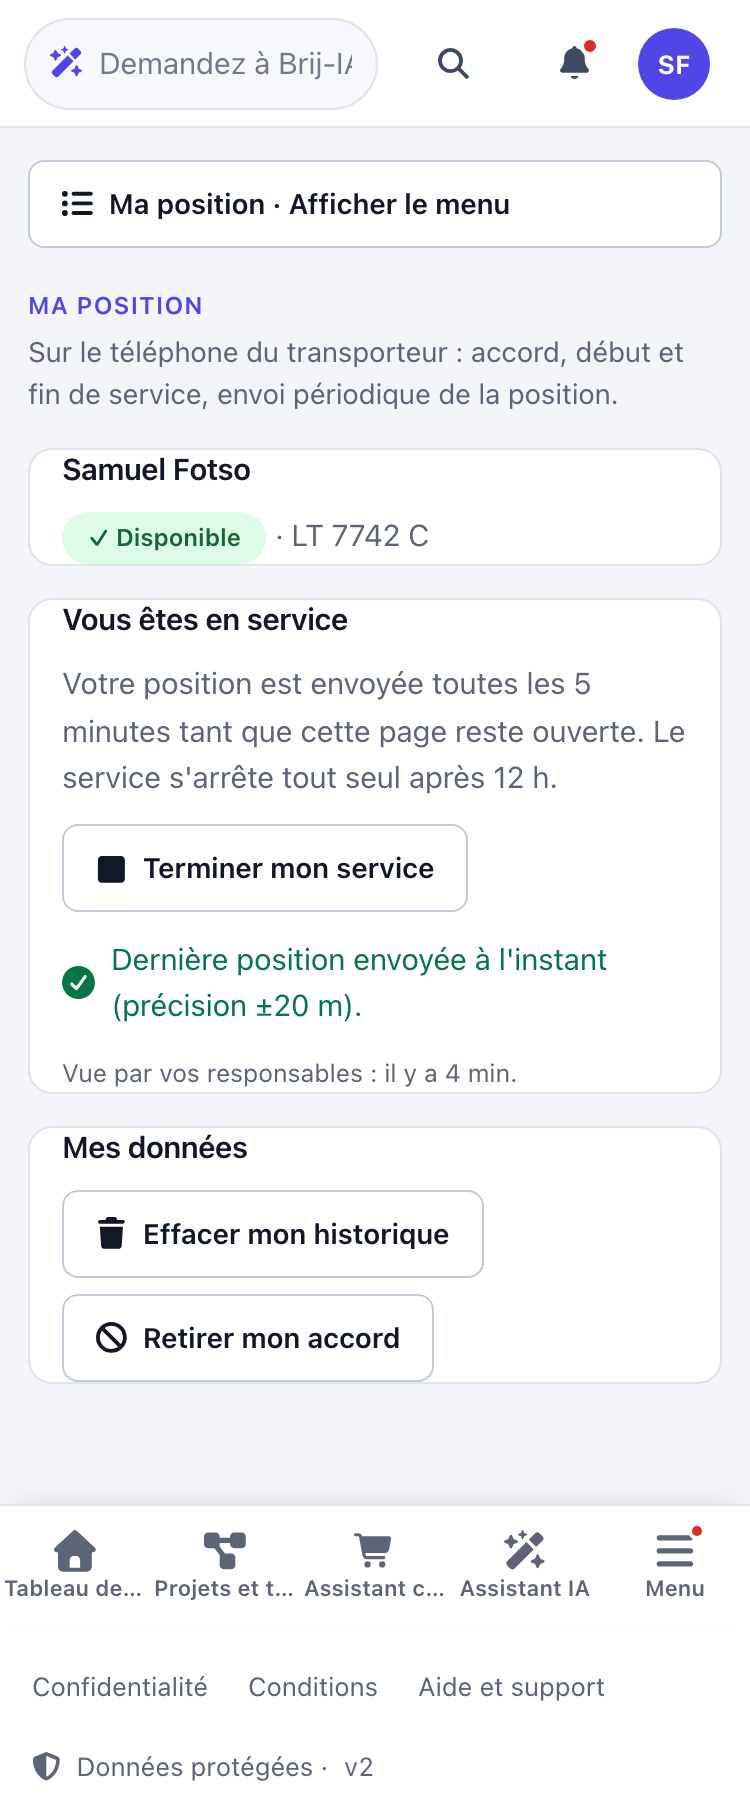 Demandez à Brij-IA
SF
Ma position · Afficher le menu
MA POSITION
Sur le téléphone du transporteur : accord, début et
fin de service, envoi périodique de la position.
Samuel Fotso
Disponible · LT 7742 C
Vous êtes en service
Votre position est envoyée toutes les 5
minutes tant que cette page reste ouverte. Le
service s'arrête tout seul après 12 h.
Terminer mon service
Dernière position envoyée à l'instant
(précision ±20 m).
Vue par vos responsables : il y a 4 min.
Mes données
Effacer mon historique
Retirer mon accord
Tableau de... Projets et t... Assistant c... Assistant IA Menu
Confidentialité Conditions Aide et support
Données protégées · v2